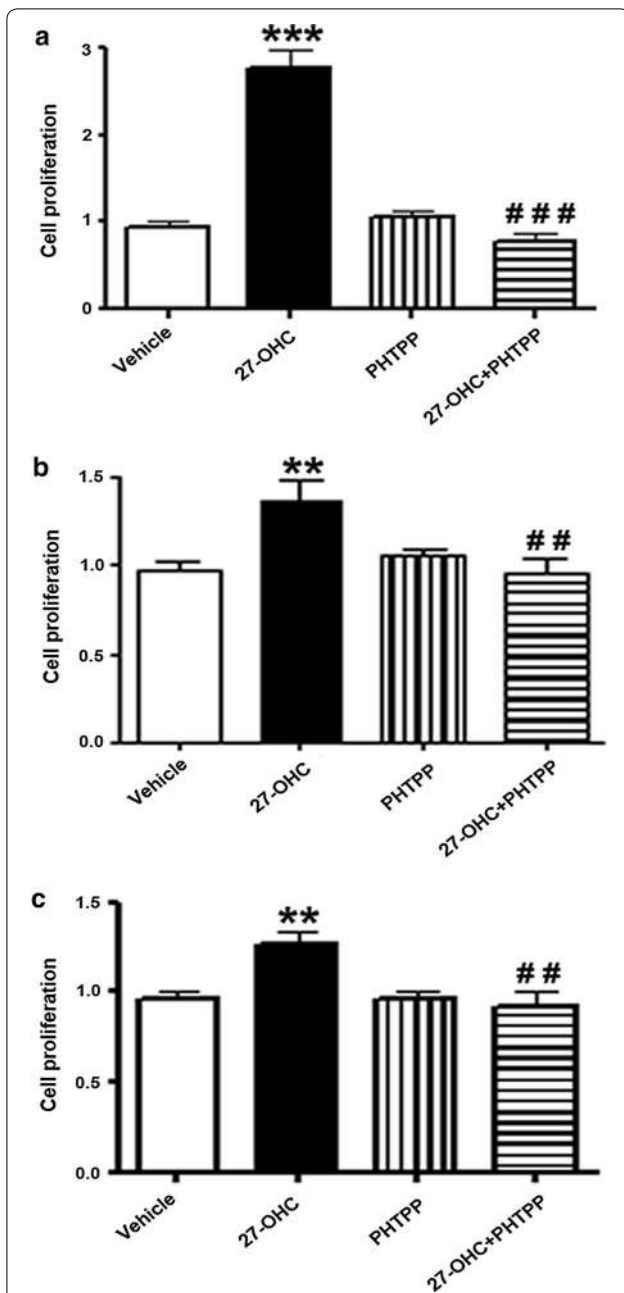 a
Cell proliferation
3
2
1
0
***
# # #
Vehicle
27-OHC
PHTPP
27-OHC+PHTPP
b
Cell proliferation
1.5
1.0
0.5
0.0
**
# #
Vehicle
27-OHC
PHTPP
27-OHC+PHTPP
c
Cell proliferation
1.5
1.0
0.5
0.0
**
# #
Vehicle
27-OHC
PHTPP
27-OHC+PHTPP